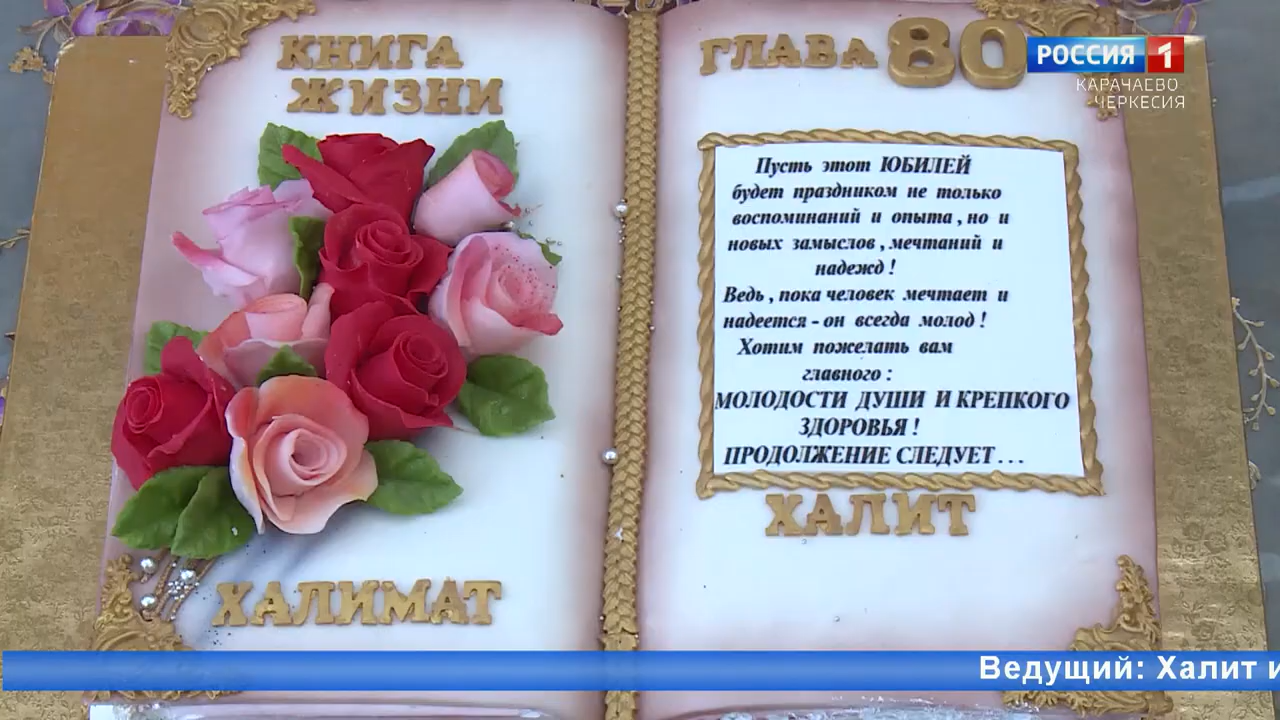 КНИГА
ЖИЗНИ
ХАЛИМАТ
ГЛАВА 80
Пусть этот ЮБИЛЕЙ
будет праздником не только
воспоминаний и опыта , но и
новых замыслов , мечтаний и
надежд !
Ведь , пока человек мечтает и
надеется - он всегда молод !
Хотим пожелать вам
главного :
МОЛОДОСТИ ДУШИ И КРЕПКОГО
ЗДОРОВЬЯ !
ПРОДОЛЖЕНИЕ СЛЕДУЕТ . . .
ХАЛИТ
РОССИЯ 1
КАРАЧАЕВО
ЧЕРКЕСИЯ
Ведущий: Халит и